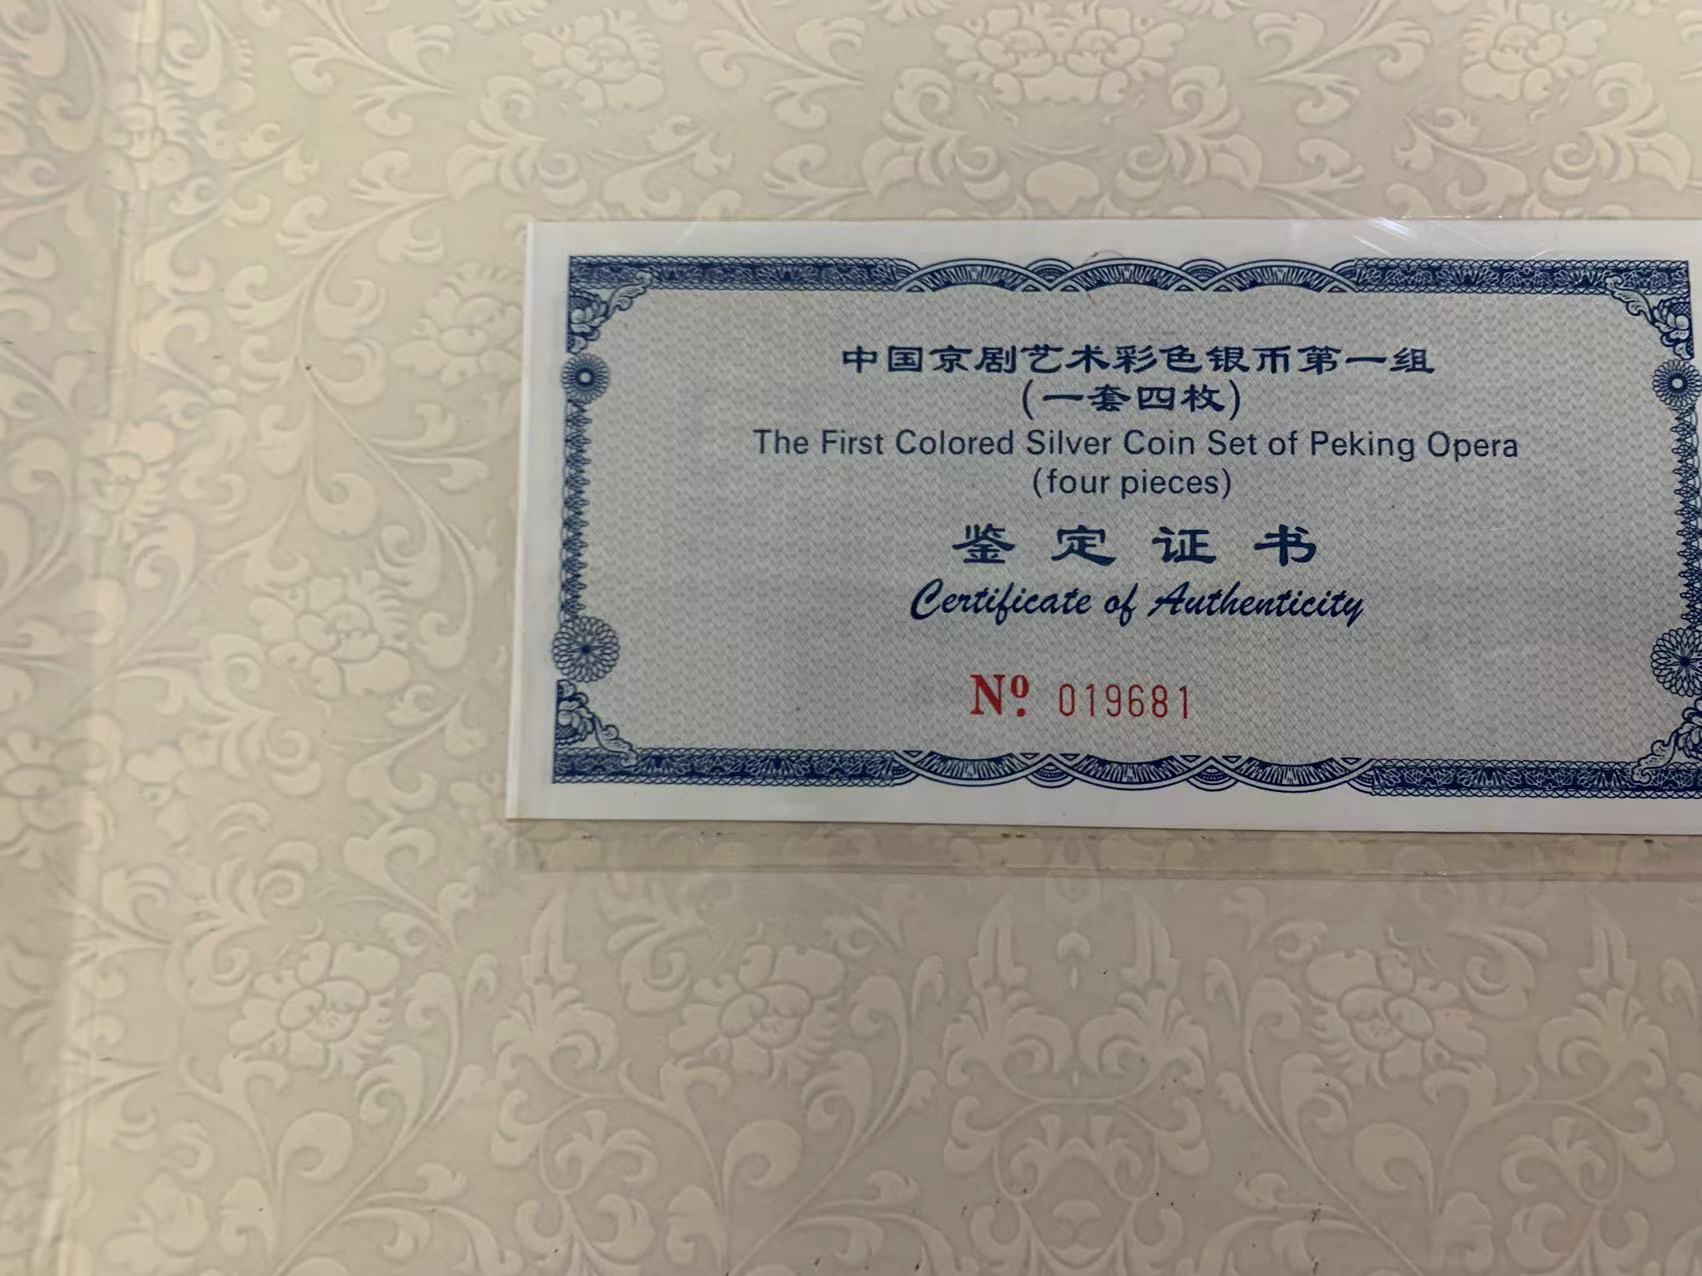 中国京剧艺术彩色银币第一组
(一套四枚)
The First Colored Silver Coin Set of Peking Opera
(four pieces)
鉴定证书
Certificate of Authenticity
Nº. 019681